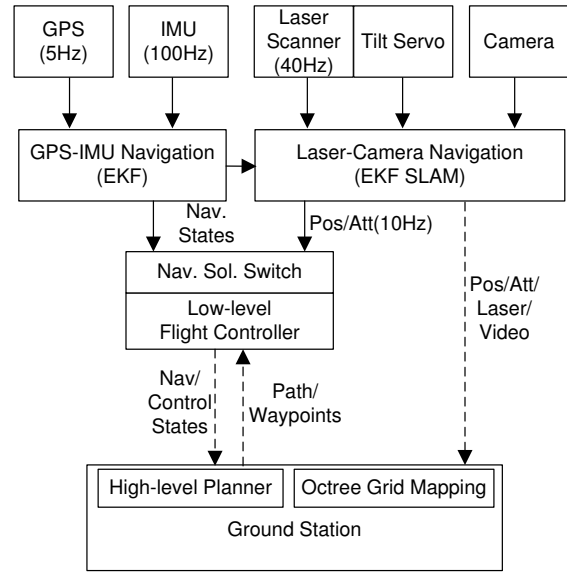 GPS
(5Hz)
IMU
(100Hz)
Laser
Scanner
(40Hz)
Tilt Servo
Camera
GPS-IMU Navigation
(EKF)
Laser-Camera Navigation
(EKF SLAM)
Nav.
States
Pos/Att(10Hz)
Nav. Sol. Switch
Low-level
Flight Controller
Pos/Att/
Laser/
Video
Nav/
Control
States
Path/
Waypoints
High-level Planner
Octree Grid Mapping
Ground Station